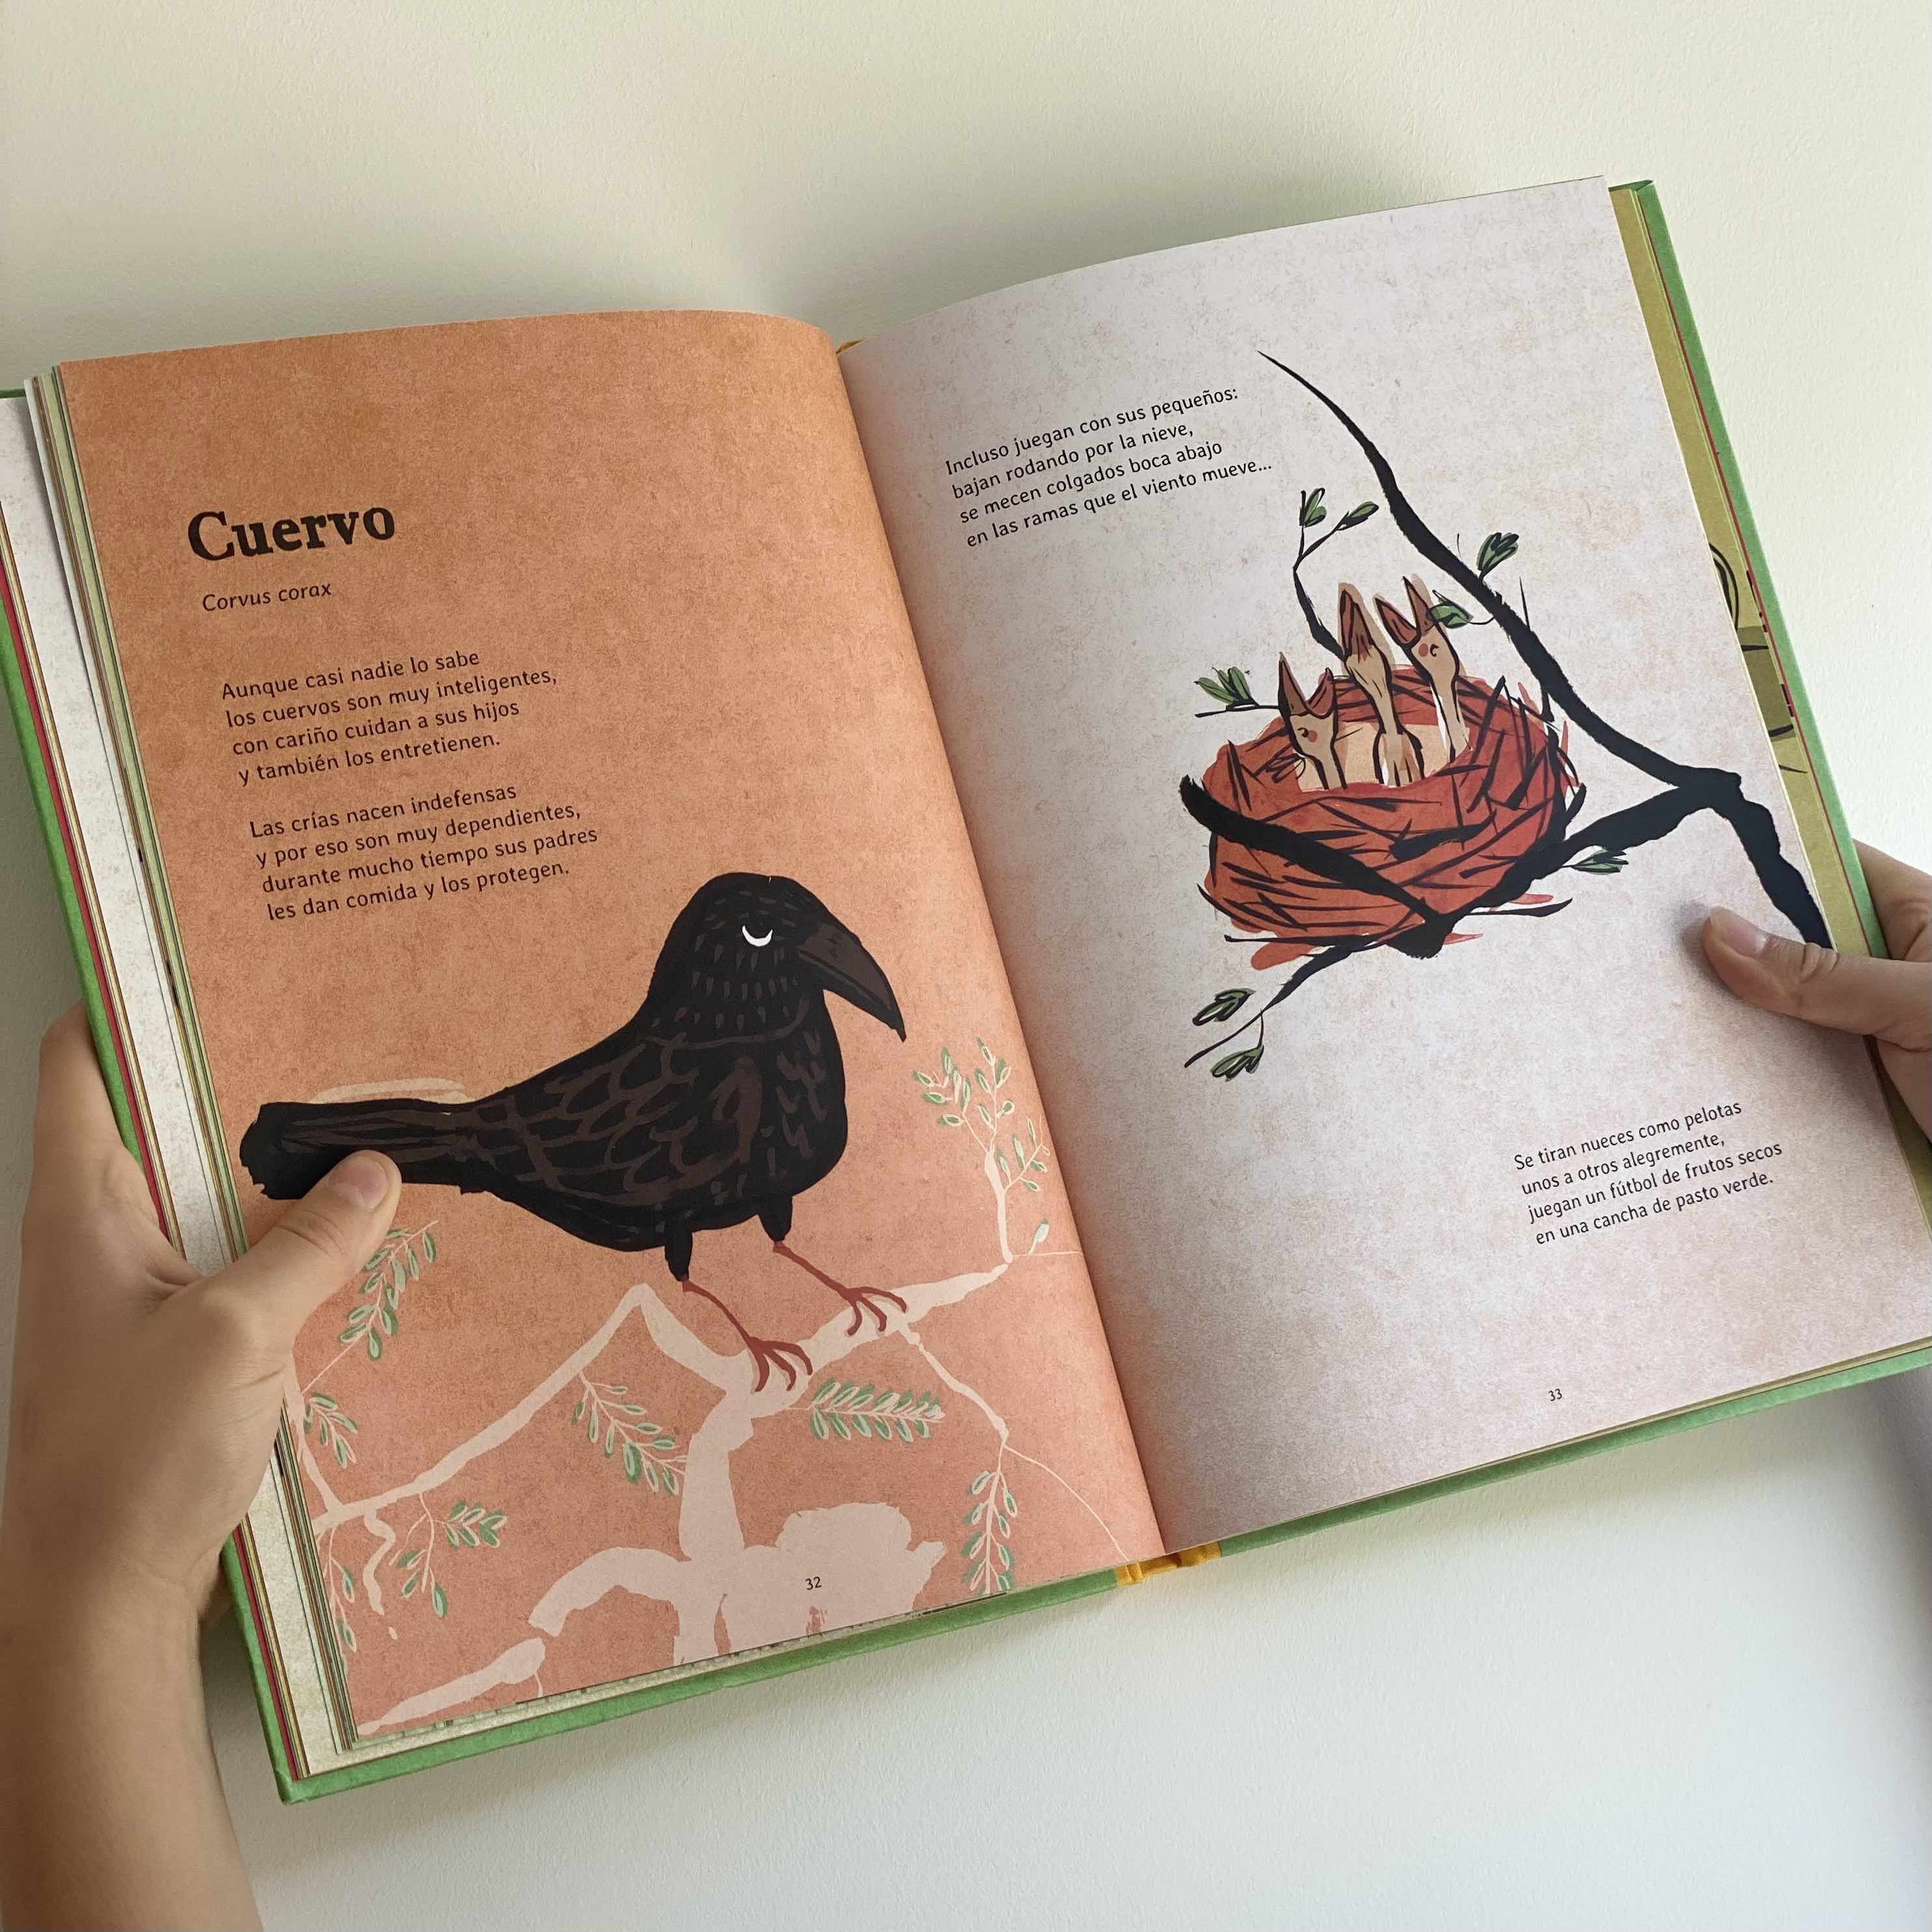 Cuervo
Corvus corax
Aunque casi nadie lo sabe
los cuervos son muy inteligentes,
con cariño cuidan a sus hijos
y también los entretienen.
Las crías nacen indefensas
y por eso son muy dependientes,
durante mucho tiempo sus padres
les dan comida y los protegen.
32
Incluso juegan con sus pequeños:
bajan rodando por la nieve,
se mecen colgados boca abajo
en las ramas que el viento mueve...
Se tiran nueces como pelotas
unos a otros alegremente,
juegan un fútbol de frutos secos
en una cancha de pasto verde.
33